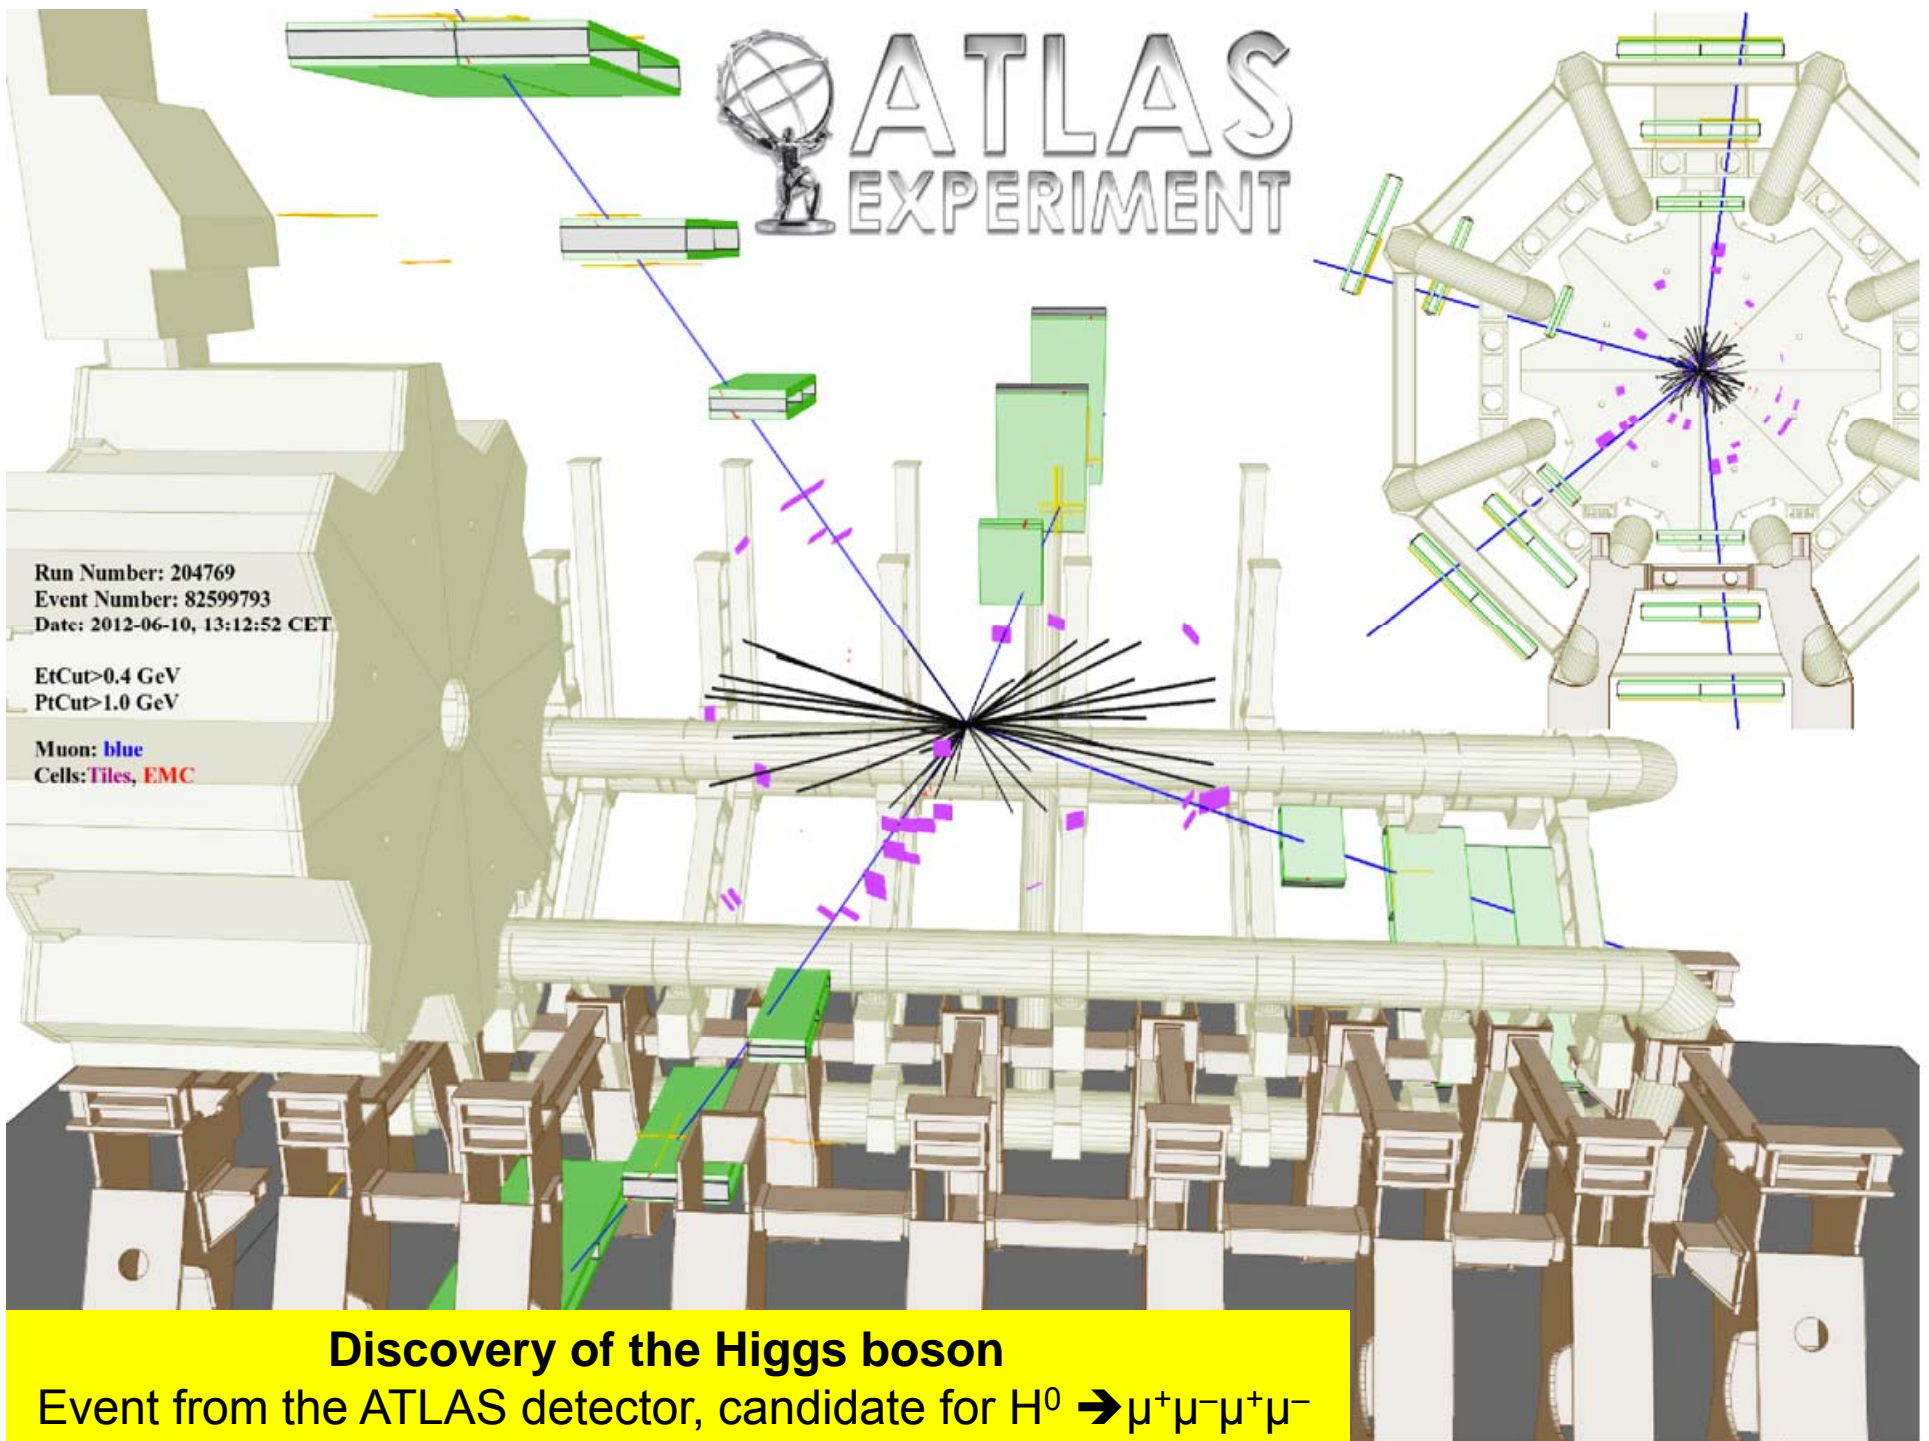 ATLAS
EXPERIMENT
Run Number: 204769
Event Number: 82599793
Date: 2012-06-10, 13:12:52 CET
EtCut>0.4 GeV
PtCut>1.0 GeV
Muon: blue
Cells:Tiles, EMC
Discovery of the Higgs boson
Event from the ATLAS detector, candidate for H⁰ ➔μ⁺μ⁻μ⁺μ⁻